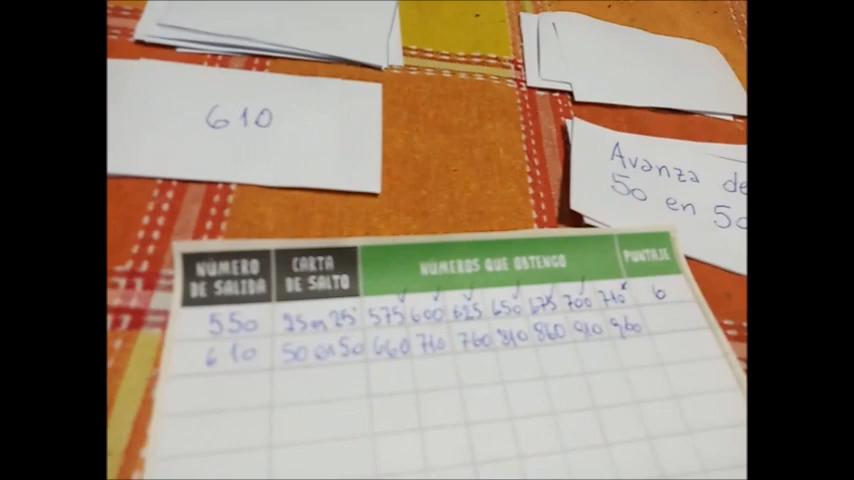 610
Avanza de
50 en 50
NÚMERO DE SALIDA
CARTA DE SALTO
NÚMEROS QUE OBTENGO
PUNTAJE
550 25 en 25 575 600 625 650 675 700 710 6
610 50 en 50 660 710 760 810 860 910 960